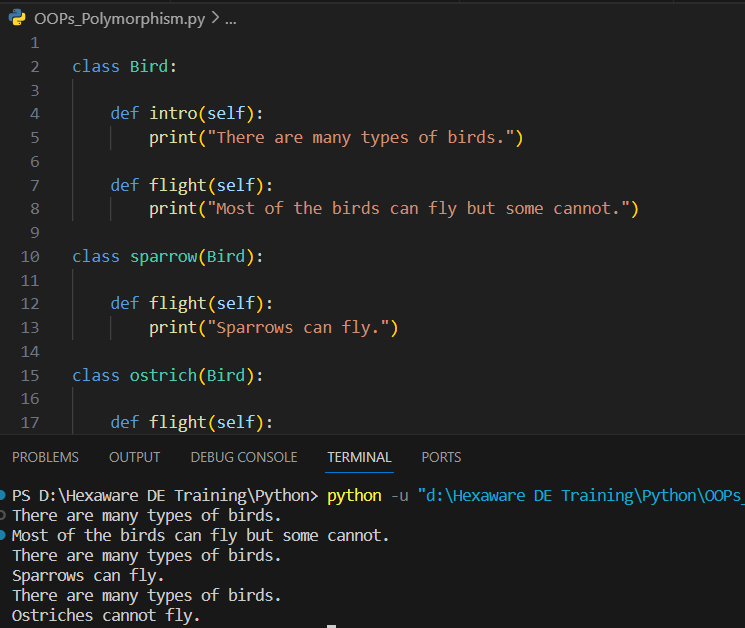 OOPs_Polymorphism.py > ...
1
2 class Bird:
3
4 def intro(self):
5 print("There are many types of birds.")
6
7 def flight(self):
8 print("Most of the birds can fly but some cannot.")
9
10 class sparrow(Bird):
11
12 def flight(self):
13 print("Sparrows can fly.")
14
15 class ostrich(Bird):
16
17 def flight(self):
PROBLEMS OUTPUT DEBUG CONSOLE TERMINAL PORTS
PS D:\Hexaware DE Training\Python> python -u "d:\Hexaware DE Training\Python\OOPs_
There are many types of birds.
Most of the birds can fly but some cannot.
There are many types of birds.
Sparrows can fly.
There are many types of birds.
Ostriches cannot fly.